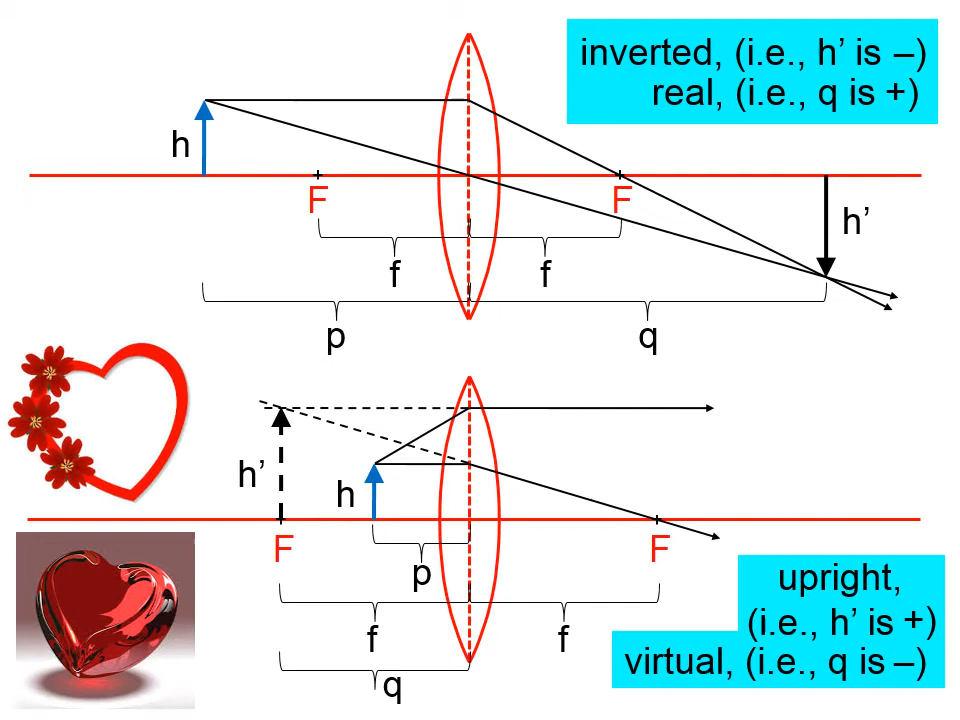 inverted, (i.e., h’ is –)
real, (i.e., q is +)
h
F
F
h’
f
f
p
q
h’
h
F
F
p
upright,
(i.e., h’ is +)
f
f
virtual, (i.e., q is –)
q